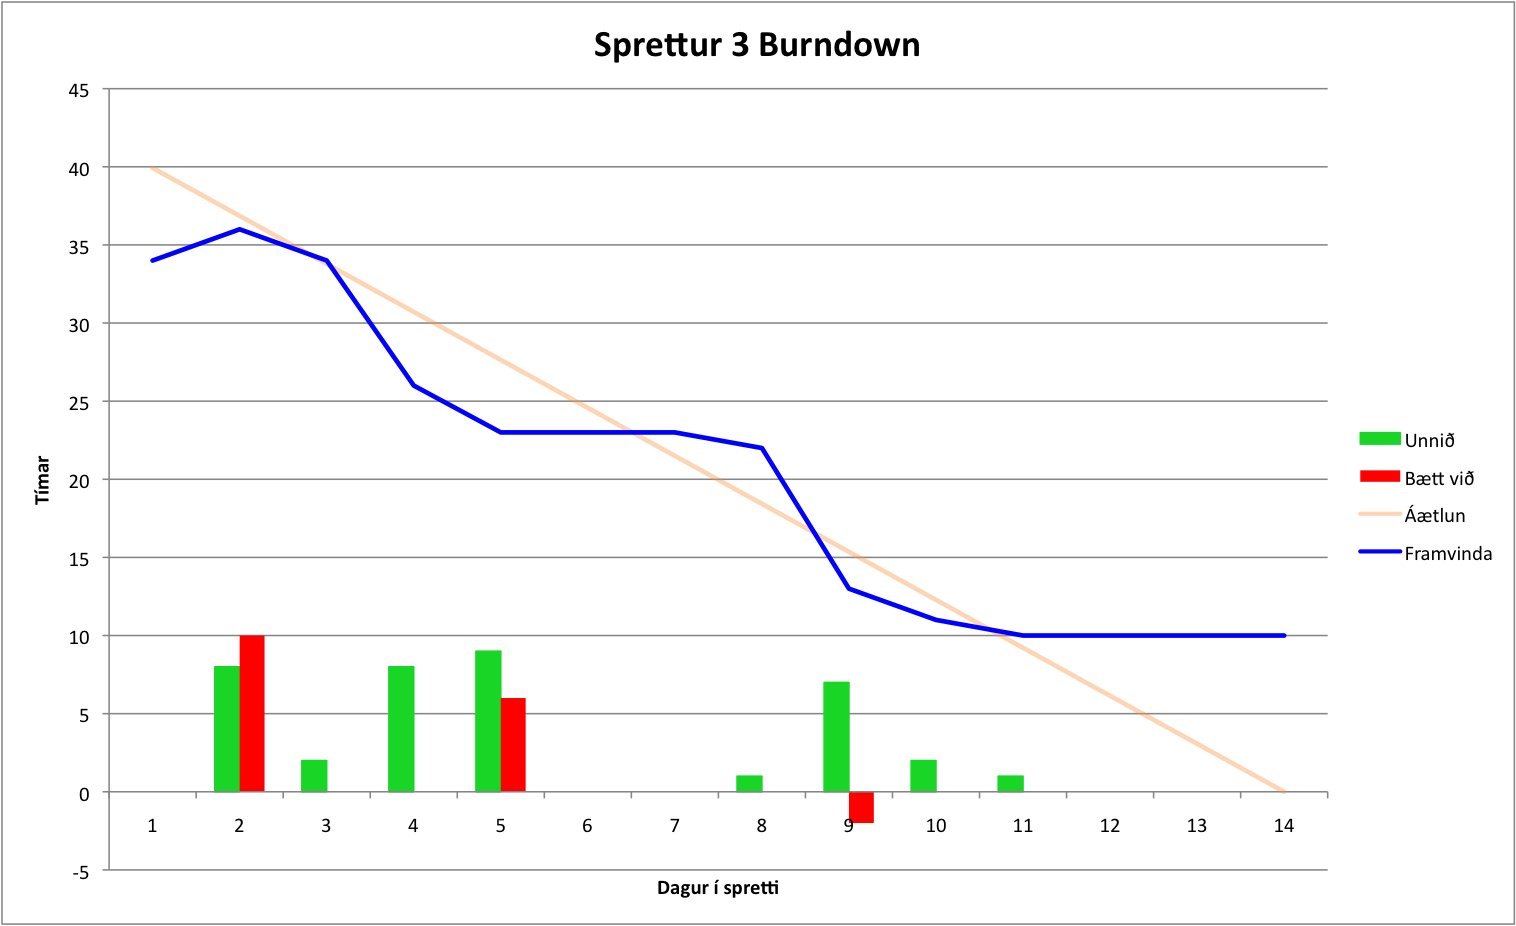 Sprettur 3 Burndown
45
40
35
30
25
20
15
10
5
0
-5
Tímar
1 2 3 4 5 6 7 8 9 10 11 12 13 14
Dagur í spretti
Unnið
Bætt við
Áætlun
Framvinda